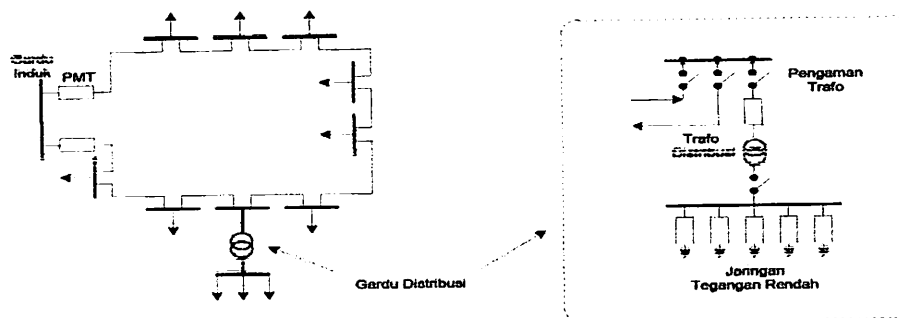 Gardu
Induk
PMT
Gardu Distribusi
Pengaman
Trafo
Trafo
Distribusi
Jaringan
Tegangan Rendah